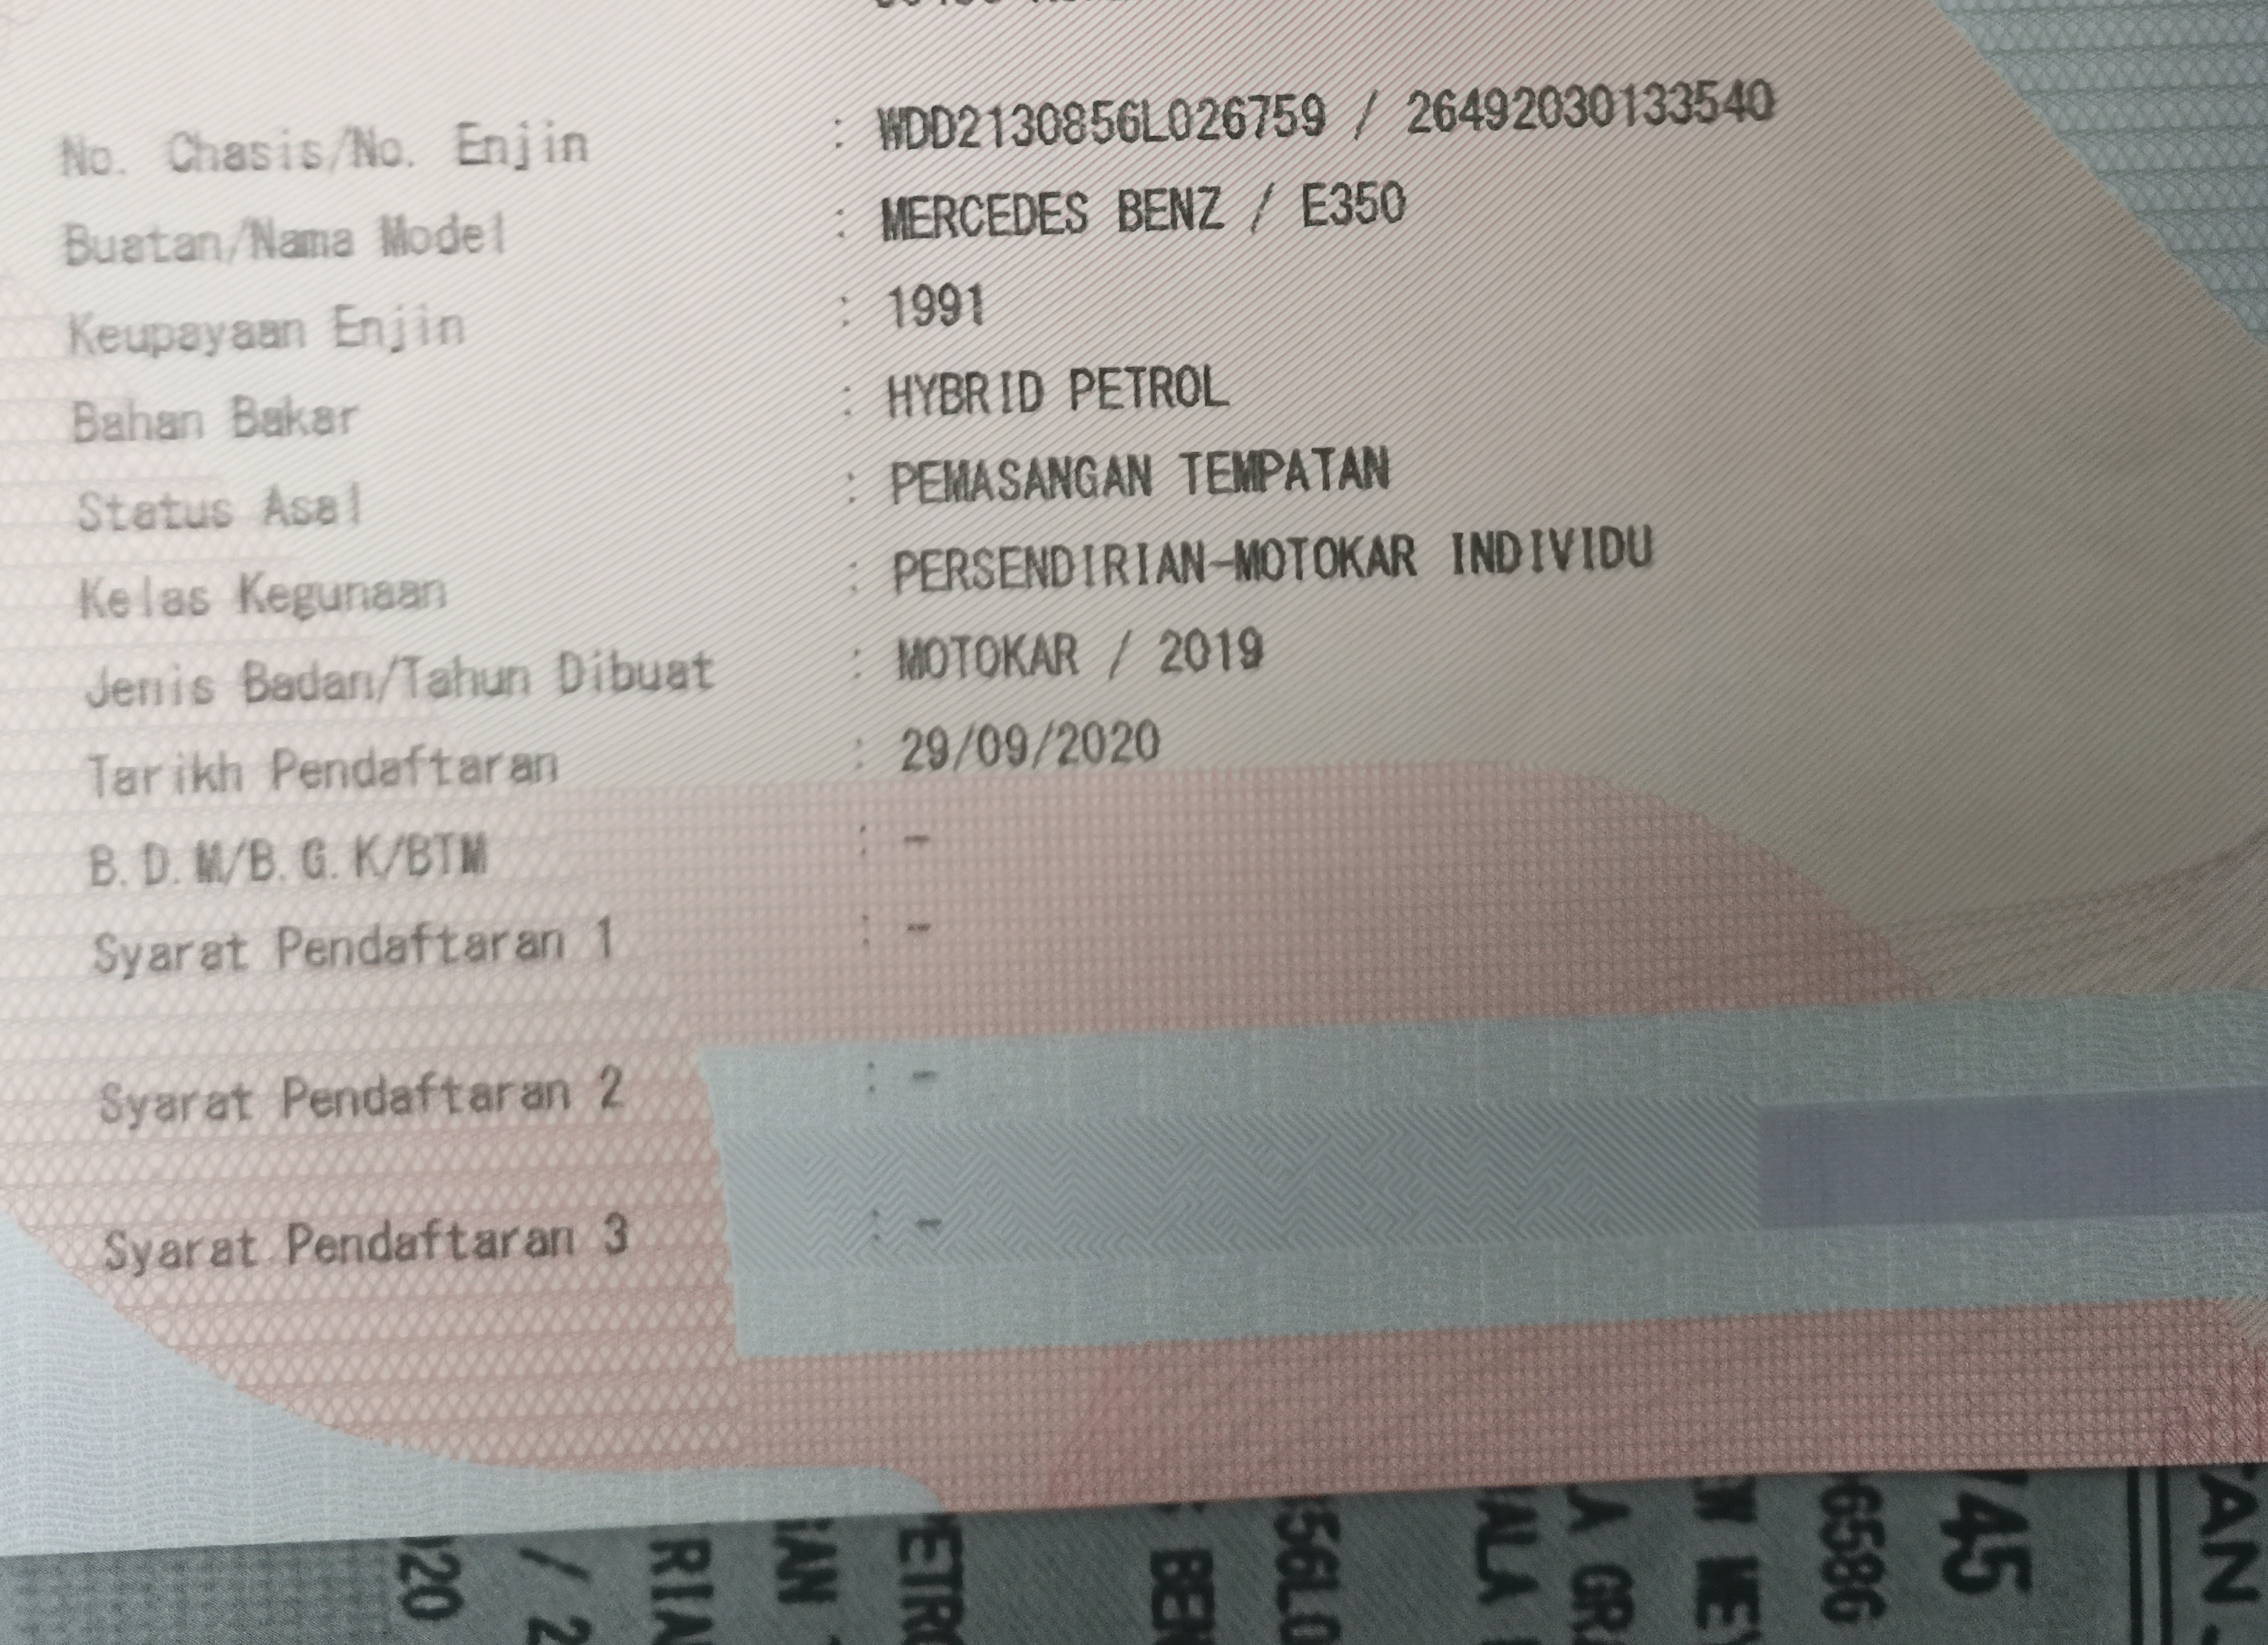 No. Chasis/No. Enjin : WDD2130856L026759 / 26492030133540
Buatan/Nama Model : MERCEDES BENZ / E350
Keupayaan Enjin : 1991
Bahan Bakar : HYBRID PETROL
Status Asal : PEMASANGAN TEMPATAN
Kelas Kegunaan : PERSENDIRIAN-MOTOKAR INDIVIDU
Jenis Badan/Tahun Dibuat : MOTOKAR / 2019
Tarikh Pendaftaran : 29/09/2020
B.D.M/B.G.K/BTM : -
Syarat Pendaftaran 1 : -
Syarat Pendaftaran 2 : -
Syarat Pendaftaran 3 : -